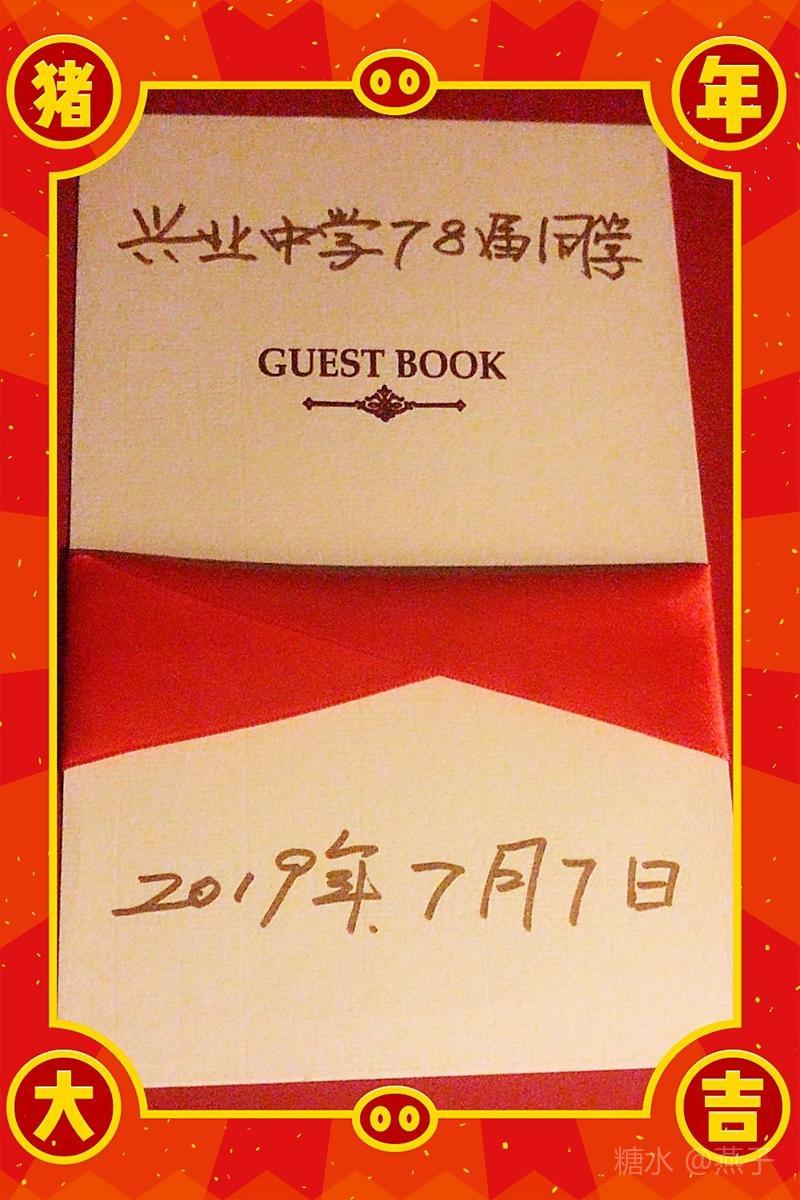 猪 年
兴业中学78届同学
GUEST BOOK
2019年7月7日
大 吉
糖水 @燕子